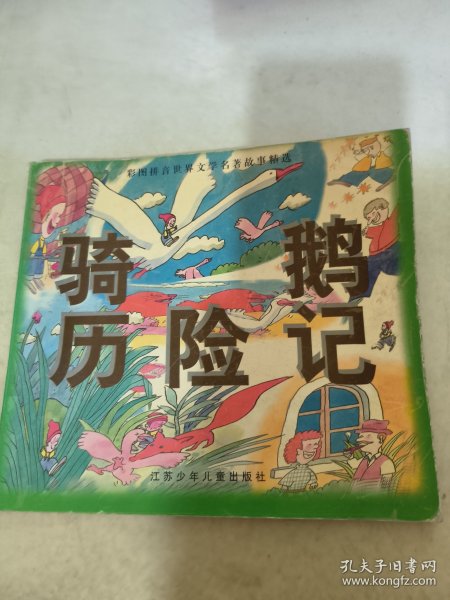 彩图拼音世界文学名著故事精选
骑 鹅
历险记
江苏少年儿童出版社
孔夫子旧书网
www.kongfz.com